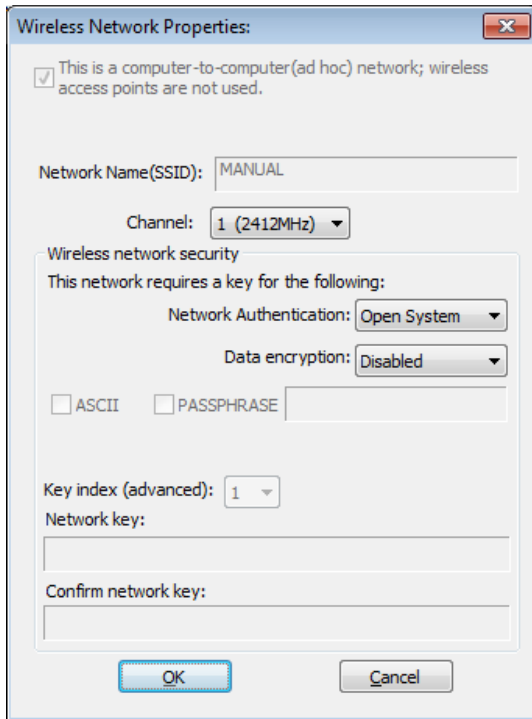 Wireless Network Properties:
This is a computer-to-computer(ad hoc) network; wireless
access points are not used.
Network Name(SSID): MANUAL
Channel: 1 (2412MHz)
Wireless network security
This network requires a key for the following:
Network Authentication: Open System
Data encryption: Disabled
ASCII PASSPHRASE
Key index (advanced): 1
Network key:
Confirm network key:
OK Cancel